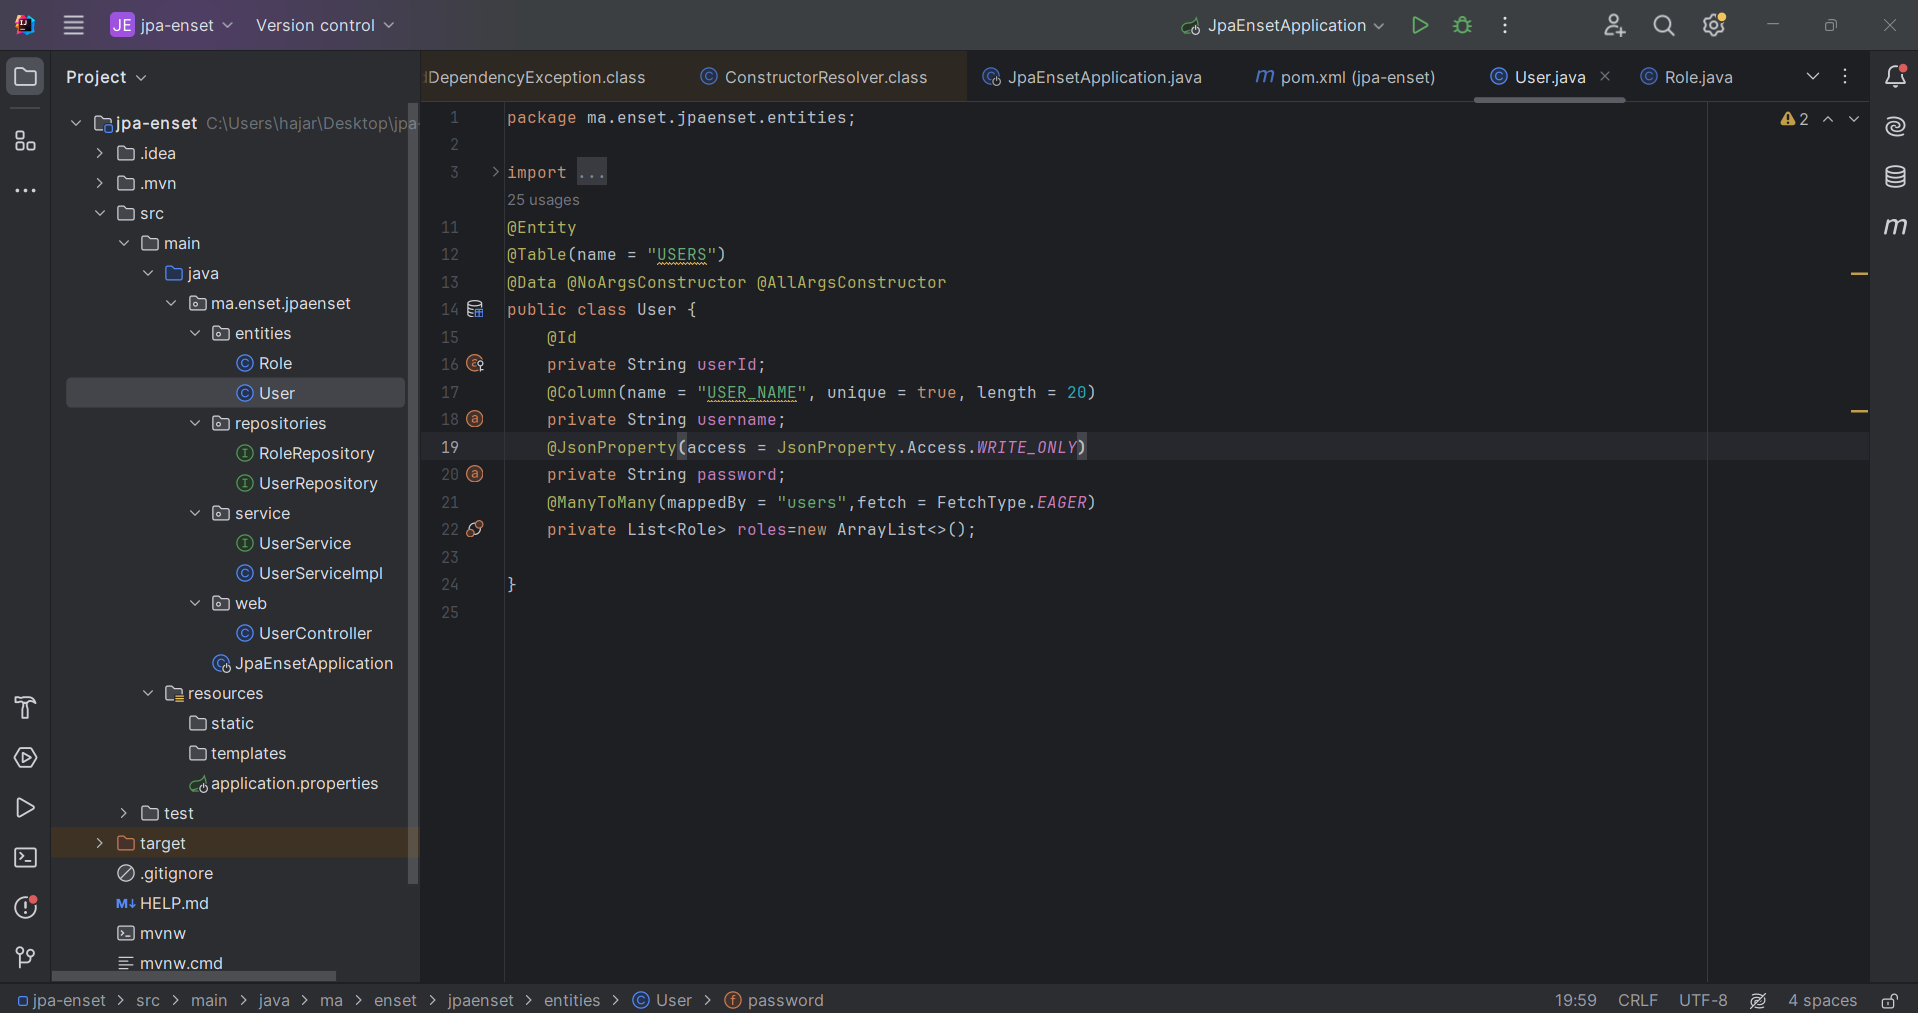 JE jpa-enset Version control JpaEnsetApplication
Project
dDependencyException.class ConstructorResolver.class JpaEnsetApplication.java m pom.xml (jpa-enset) User.java Role.java
jpa-enset C:\Users\hajar\Desktop\jpa-
.idea
.mvn
src
main
java
ma.enset.jpaenset
entities
Role
User
repositories
RoleRepository
UserRepository
service
UserService
UserServiceImpl
web
UserController
JpaEnsetApplication
resources
static
templates
application.properties
test
target
.gitignore
M↓ HELP.md
mvnw
mvnw.cmd
1 package ma.enset.jpaenset.entities;
2
3 import ...
25 usages
11 @Entity
12 @Table(name = "USERS")
13 @Data @NoArgsConstructor @AllArgsConstructor
14 public class User {
15 @Id
16 private String userId;
17 @Column(name = "USER_NAME", unique = true, length = 20)
18 private String username;
19 @JsonProperty(access = JsonProperty.Access.WRITE_ONLY)
20 private String password;
21 @ManyToMany(mappedBy = "users",fetch = FetchType.EAGER)
22 private List<Role> roles=new ArrayList<>();
23
24 }
25
2
m
jpa-enset > src > main > java > ma > enset > jpaenset > entities > User > password
19:59 CRLF UTF-8 4 spaces